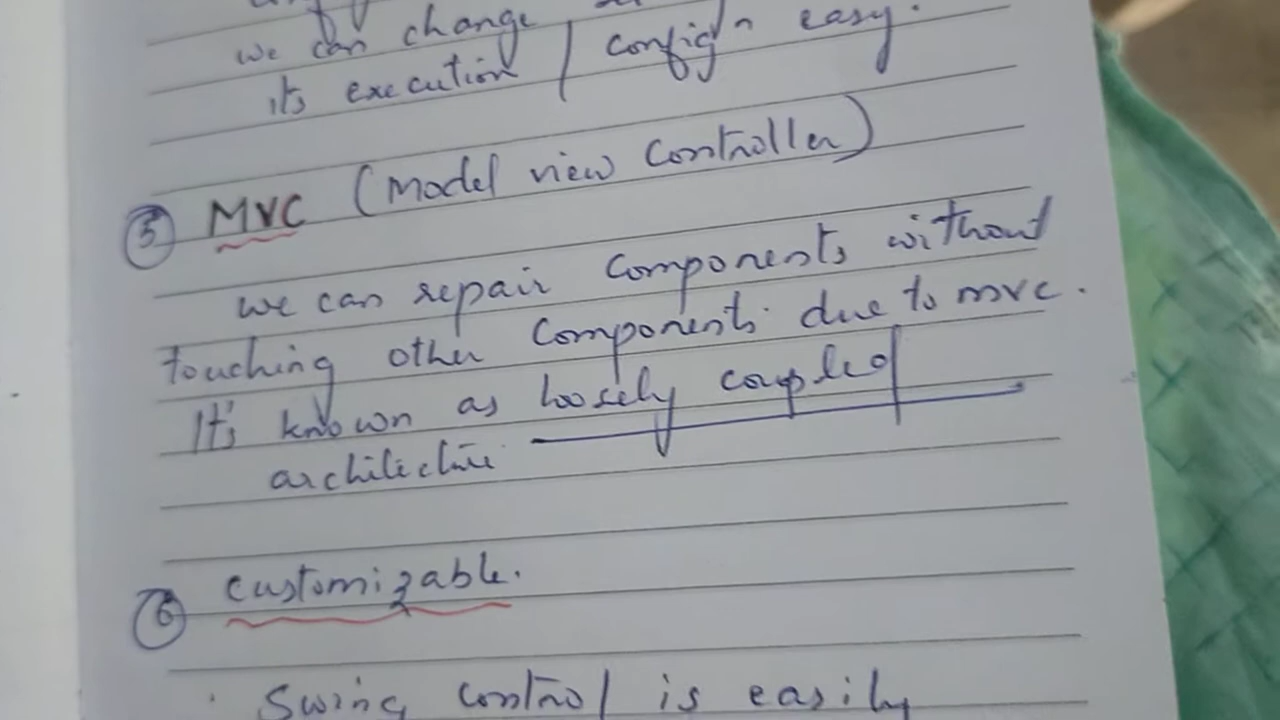 we can change
its execution / config^n easy.
⑤ MVC (Model view Controller)
we can repair Components without
touching other Components due to mvc.
It's known as loosely coupled
architecture
⑥ customizable.
Swing control is easily